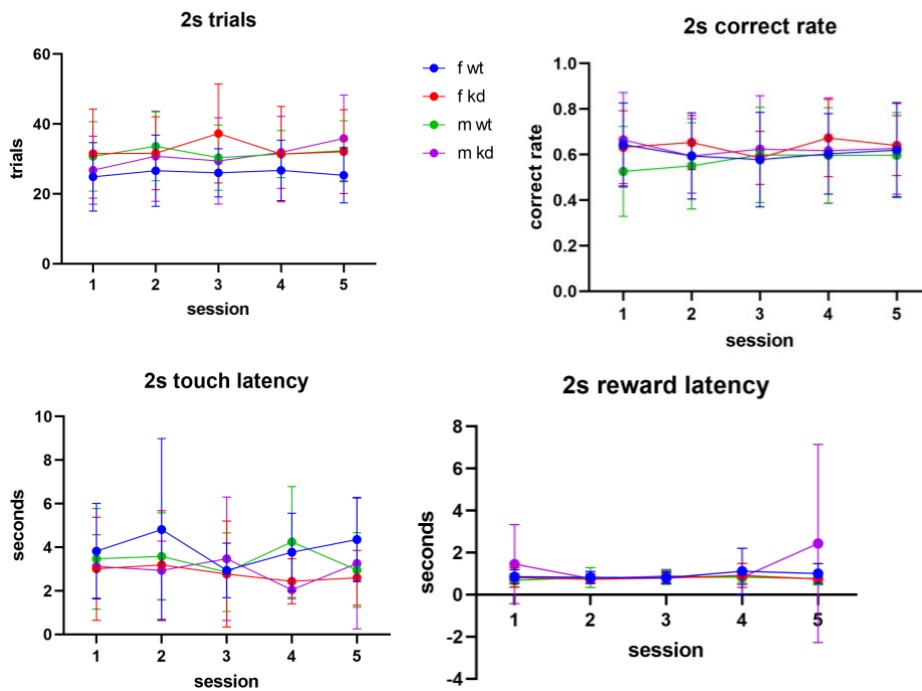 2s trials
60
40
20
0
trials
1 2 3 4 5
session
f wt
f kd
m wt
m kd
2s correct rate
1.0
0.8
0.6
0.4
0.2
0.0
correct rate
1 2 3 4 5
session
2s touch latency
10
8
6
4
2
0
seconds
1 2 3 4 5
session
2s reward latency
8
6
4
2
0
-2
-4
seconds
1 2 3 4 5
session